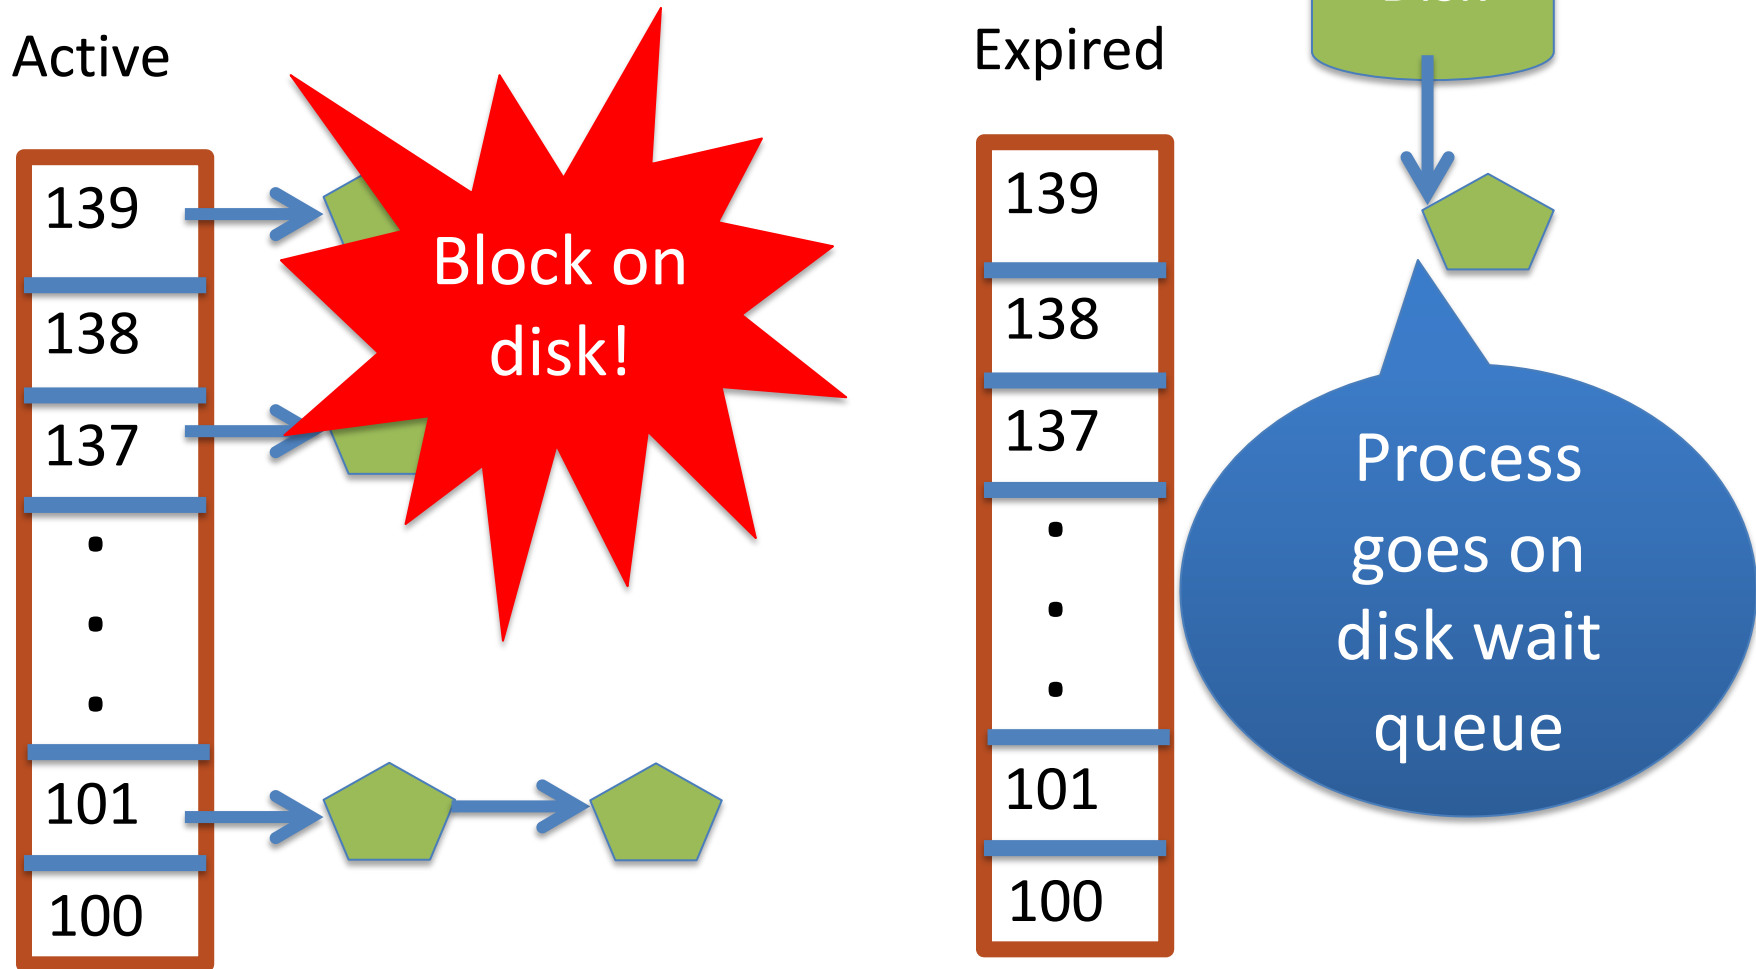 Active
139
138
137
.
.
.
101
100
Block on
disk!
Expired
139
138
137
.
.
.
101
100
Process
goes on
disk wait
queue